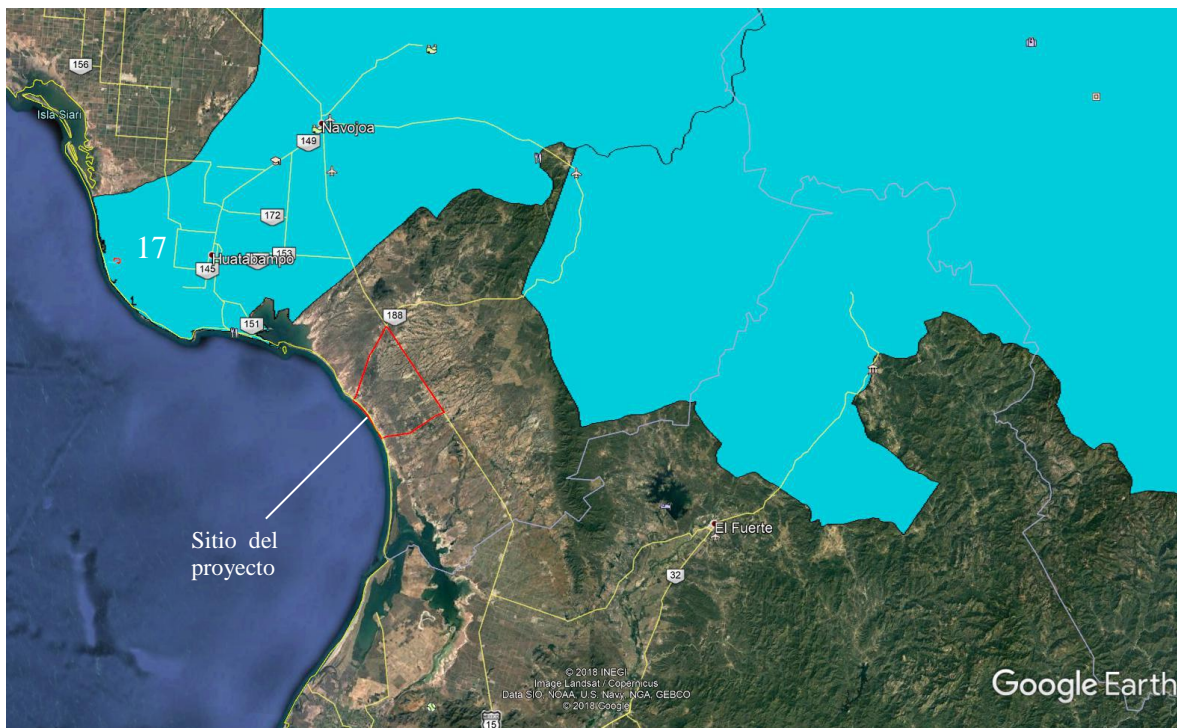 156
Isla Siari
Navojoa
149
172
17
153
Huatabampo
145
151
188
Sitio del
proyecto
El Fuerte
32
© 2018 INEGI
Image Landsat / Copernicus
Data SIO, NOAA, U.S. Navy, NGA, GEBCO
© 2018 Google
Google Earth
15